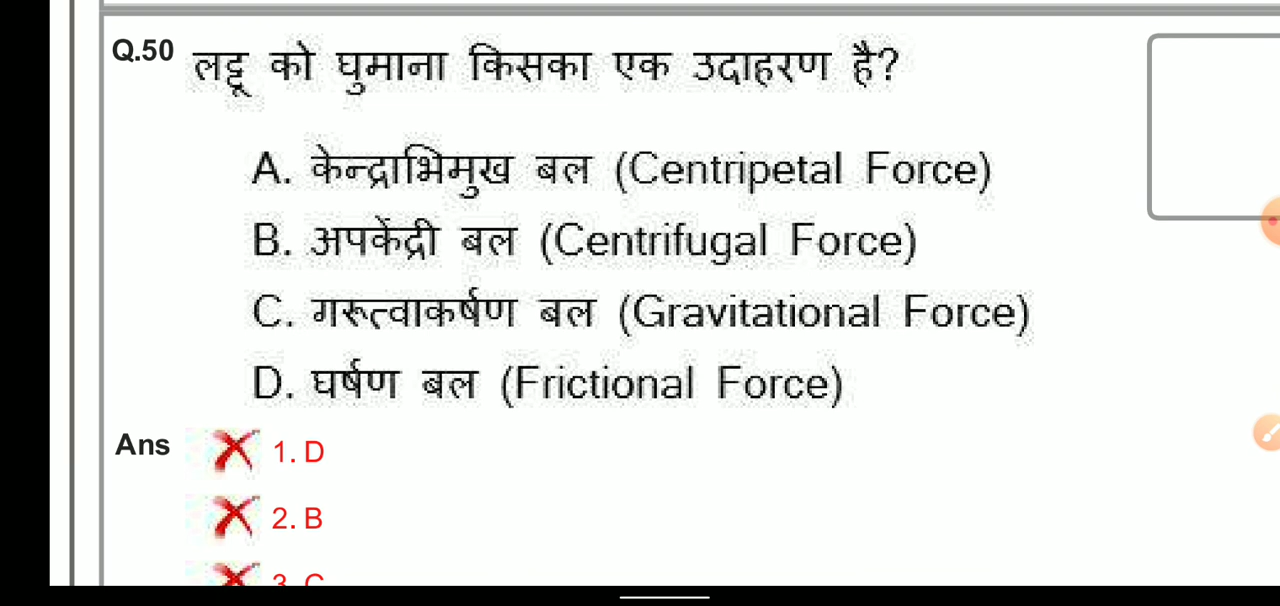 Q.50 लट्टू को घुमाना किसका एक उदाहरण है?
A. केन्द्राभिमुख बल (Centripetal Force)
B. अपकेंद्री बल (Centrifugal Force)
C. गरूत्वाकर्षण बल (Gravitational Force)
D. घर्षण बल (Frictional Force)
Ans 1. D
2. B
3. C